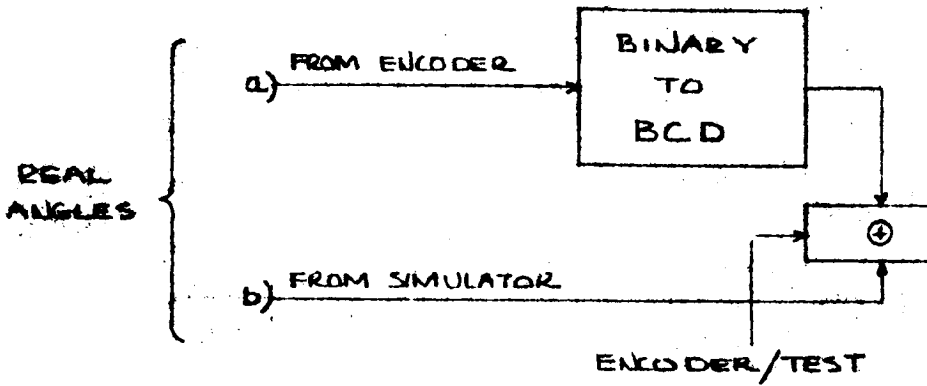 BINARY
TO
BCD
FROM ENCODER
a)
REAL
ANGLES
⊕
b)
FROM SIMULATOR
ENCODER/TEST